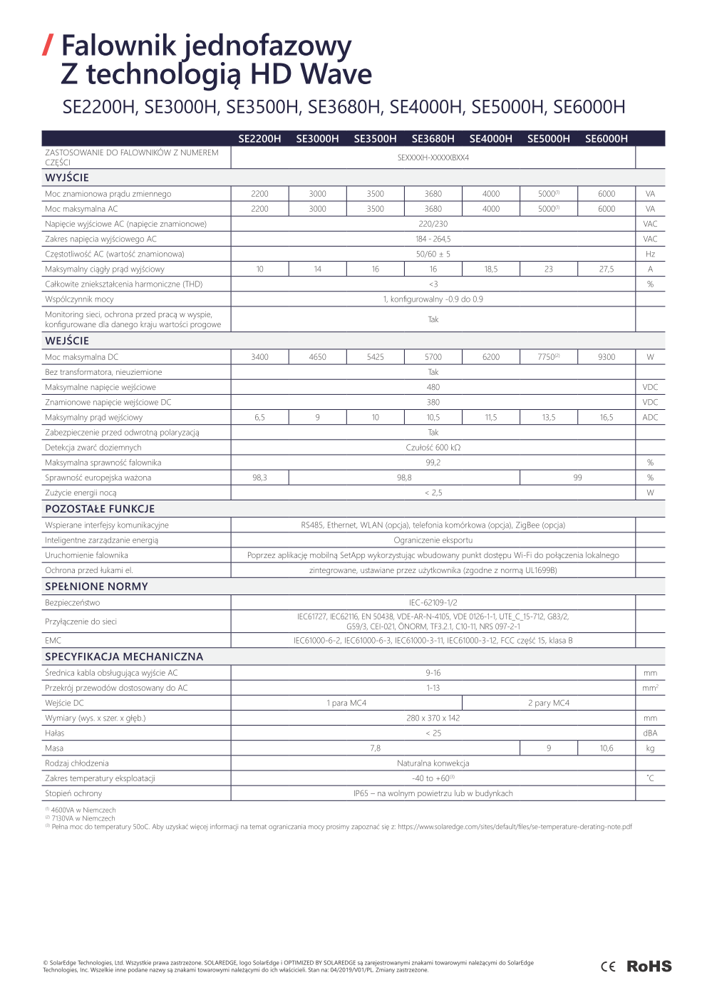 / Falownik jednofazowy
Z technologią HD Wave
SE2200H, SE3000H, SE3500H, SE3680H, SE4000H, SE5000H, SE6000H
SE2200H SE3000H SE3500H SE3680H SE4000H SE5000H SE6000H
ZASTOSOWANIE DO FALOWNIKÓW Z NUMEREM
CZĘŚCI
SEXXXXH-XXXXXBXX4
WYJŚCIE
Moc znamionowa prądu zmiennego 2200 3000 3500 3680 4000 5000(1) 6000 VA
Moc maksymalna AC 2200 3000 3500 3680 4000 5000(1) 6000 VA
Napięcie wyjściowe AC (napięcie znamionowe) 220/230 VAC
Zakres napięcia wyjściowego AC 184 - 264,5 VAC
Częstotliwość AC (wartość znamionowa) 50/60 ± 5 Hz
Maksymalny ciągły prąd wyjściowy 10 14 16 16 18,5 23 27,5 A
Całkowite zniekształcenia harmoniczne (THD) <3 %
Wspólczynnik mocy 1, konfigurowalny -0.9 do 0.9
Monitoring sieci, ochrona przed pracą w wyspie,
konfigurowane dla danego kraju wartości progowe
Tak
WEJŚCIE
Moc maksymalna DC 3400 4650 5425 5700 6200 7750(2) 9300 W
Bez transformatora, nieuziemione Tak
Maksymalne napięcie wejściowe 480 VDC
Znamionowe napięcie wejściowe DC 380 VDC
Maksymalny prąd wejściowy 6,5 9 10 10,5 11,5 13,5 16,5 ADC
Zabezpieczenie przed odwrotną polaryzacją Tak
Detekcja zwarć doziemnych Czułość 600 kΩ
Maksymalna sprawność falownika 99,2 %
Sprawność europejska ważona 98,3 98,8 99 %
Zużycie energii nocą < 2,5 W
POZOSTAŁE FUNKCJE
Wspierane interfejsy komunikacyjne RS485, Ethernet, WLAN (opcja), telefonia komórkowa (opcja), ZigBee (opcja)
Inteligentne zarządzanie energią Ograniczenie eksportu
Uruchomienie falownika Poprzez aplikację mobilną SetApp wykorzystując wbudowany punkt dostępu Wi-Fi do połączenia lokalnego
Ochrona przed łukami el. zintegrowane, ustawiane przez użytkownika (zgodne z normą UL1699B)
SPEŁNIONE NORMY
Bezpieczeństwo IEC-62109-1/2
Przyłączenie do sieci
IEC61727, IEC62116, EN 50438, VDE-AR-N-4105, VDE 0126-1-1, UTE_C_15-712, G83/2,
G59/3, CEI-021, ÖNORM, TF3.2.1, C10-11, NRS 097-2-1
EMC IEC61000-6-2, IEC61000-6-3, IEC61000-3-11, IEC61000-3-12, FCC część 15, klasa B
SPECYFIKACJA MECHANICZNA
Średnica kabla obsługująca wyjście AC 9-16 mm
Przekrój przewodów dostosowany do AC 1-13 mm2
Wejście DC 1 para MC4 2 pary MC4
Wymiary (wys. x szer. x głęb.) 280 x 370 x 142 mm
Hałas < 25 dBA
Masa 7,8 9 10,6 kg
Rodzaj chłodzenia Naturalna konwekcja
Zakres temperatury eksploatacji -40 to +60(3) ˚C
Stopień ochrony IP65 – na wolnym powietrzu lub w budynkach
(1) 4600VA w Niemczech
(2) 7130VA w Niemczech
(3) Pełna moc do temperatury 50oC. Aby uzyskać więcej informacji na temat ograniczania mocy prosimy zapoznać się z: https://www.solaredge.com/sites/default/files/se-temperature-derating-note.pdf
© SolarEdge Technologies, Ltd. Wszystkie prawa zastrzeżone. SOLAREDGE, logo SolarEdge i OPTIMIZED BY SOLAREDGE są zarejestrowanymi znakami towarowymi należącymi do SolarEdge
Technologies, Inc. Wszelkie inne podane nazwy są znakami towarowymi należącymi do ich właścicieli. Stan na: 04/2019/V01/PL. Zmiany zastrzeżone.
CE RoHS